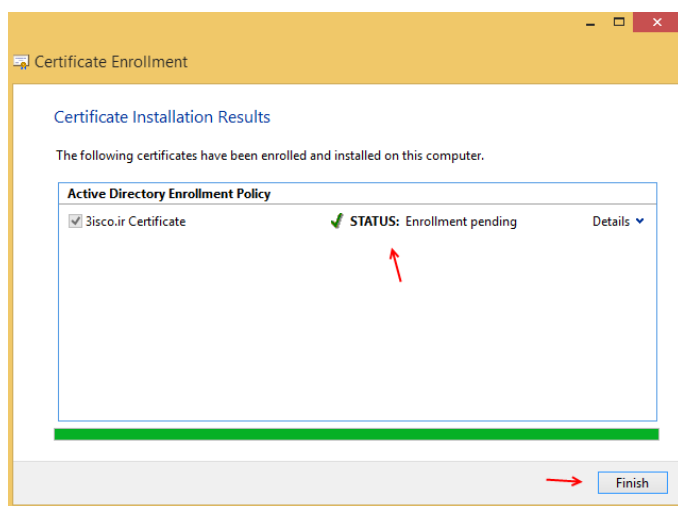 Certificate Enrollment
Certificate Installation Results
The following certificates have been enrolled and installed on this computer.
Active Directory Enrollment Policy
3isco.ir Certificate STATUS: Enrollment pending Details
Finish